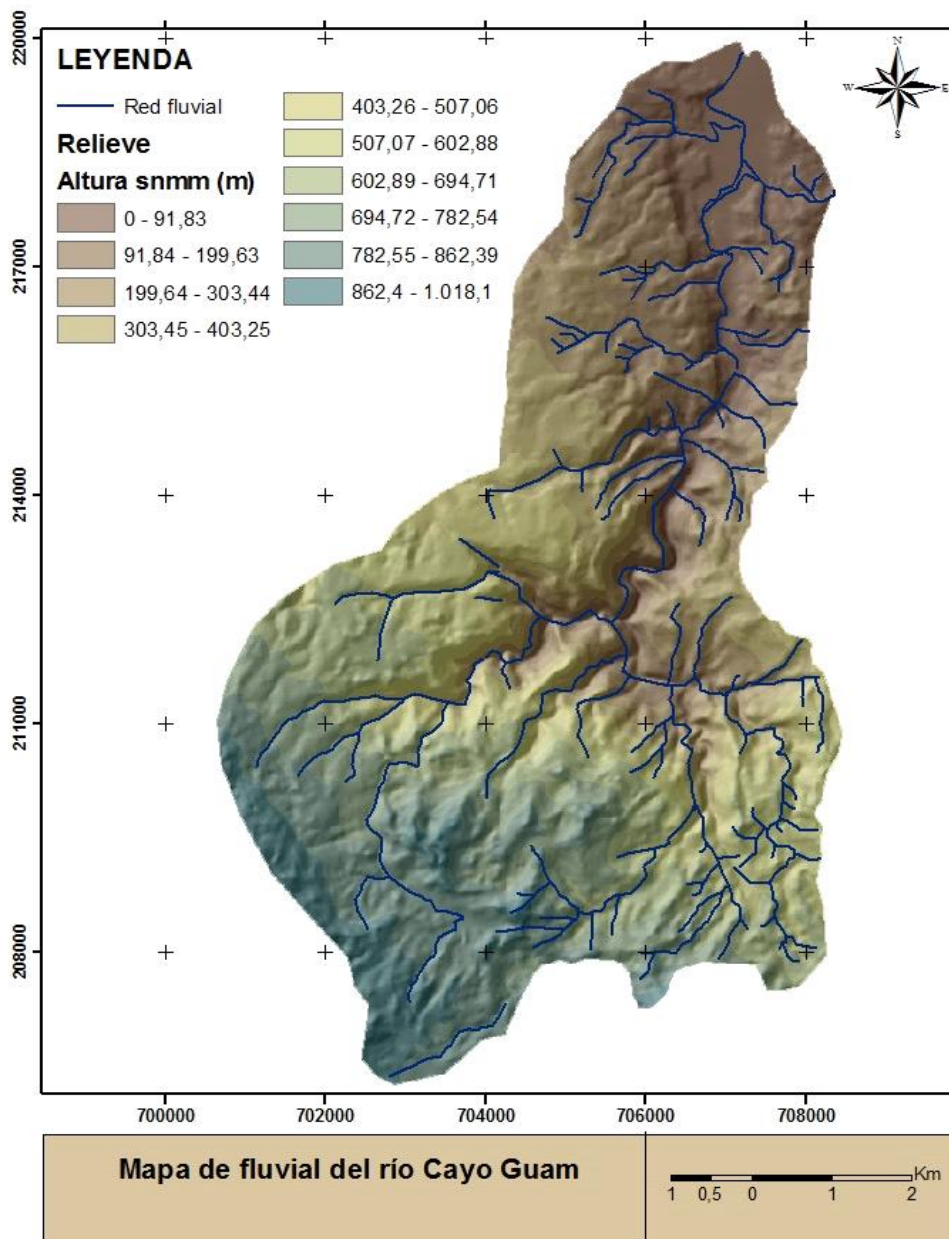 LEYENDA
Red fluvial
Relieve
Altura snmm (m)
0 - 91,83
91,84 - 199,63
199,64 - 303,44
303,45 - 403,25
403,26 - 507,06
507,07 - 602,88
602,89 - 694,71
694,72 - 782,54
782,55 - 862,39
862,4 - 1.018,1
N
W
E
S
220000
217000
214000
211000
208000
700000 702000 704000 706000 708000
Mapa de fluvial del río Cayo Guam
Km
1 0,5 0 1 2